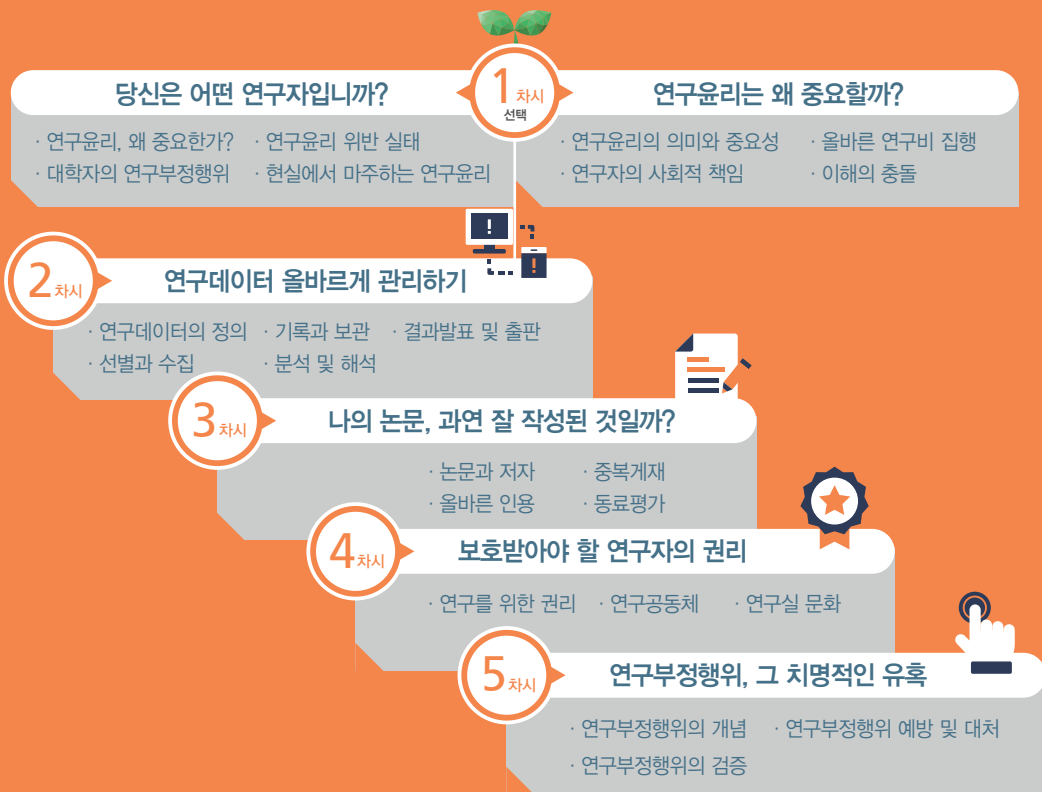 당신은 어떤 연구자입니까?
· 연구윤리, 왜 중요한가? · 연구윤리 위반 실태
· 대학자의 연구부정행위 · 현실에서 마주하는 연구윤리
1차시
선택
연구윤리는 왜 중요할까?
· 연구윤리의 의미와 중요성 · 올바른 연구비 집행
· 연구자의 사회적 책임 · 이해의 충돌
!
!
2차시
연구데이터 올바르게 관리하기
· 연구데이터의 정의 · 기록과 보관 · 결과발표 및 출판
· 선별과 수집 · 분석 및 해석
3차시
나의 논문, 과연 잘 작성된 것일까?
· 논문과 저자 · 중복게재
· 올바른 인용 · 동료평가
4차시
보호받아야 할 연구자의 권리
· 연구를 위한 권리 · 연구공동체 · 연구실 문화
5차시
연구부정행위, 그 치명적인 유혹
· 연구부정행위의 개념 · 연구부정행위 예방 및 대처
· 연구부정행위의 검증